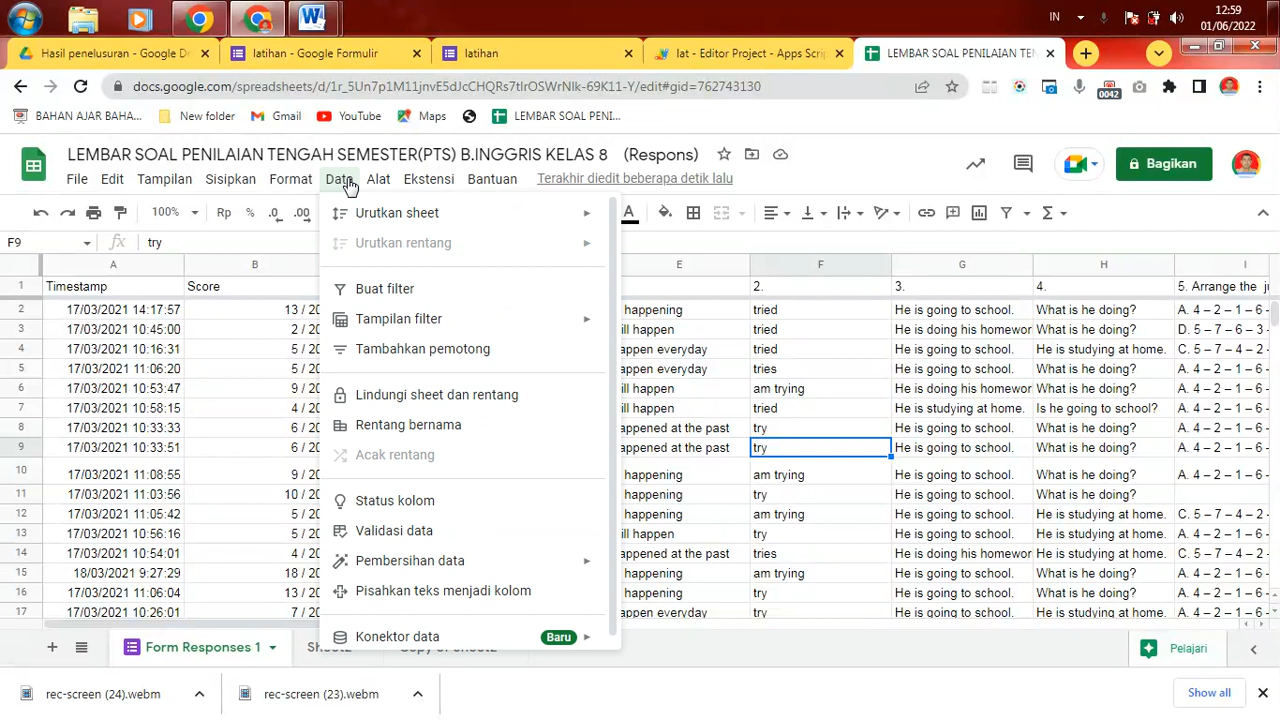 IN
12:59
01/06/2022
Hasil penelusuran - Google Dr
latihan - Google Formulir
latihan
lat - Editor Project - Apps Scrip
LEMBAR SOAL PENILAIAN TEN
docs.google.com/spreadsheets/d/1r_5Un7p1M11jnvE5dJcCHQRs7tIrOSWrNIk-69K11-Y/edit#gid=762743130
0042
BAHAN AJAR BAHA...
New folder
Gmail
YouTube
Maps
LEMBAR SOAL PENI...
LEMBAR SOAL PENILAIAN TENGAH SEMESTER(PTS) B.INGGRIS KELAS 8 (Respons)
Bagikan
File Edit Tampilan Sisipkan Format Data Alat Ekstensi Bantuan Terakhir diedit beberapa detik lalu
100% Rp % .0 .00 A
F9 fx try
Urutkan sheet
Urutkan rentang
Buat filter
Tampilan filter
Tambahkan pemotong
Lindungi sheet dan rentang
Rentang bernama
Acak rentang
Status kolom
Validasi data
Pembersihan data
Pisahkan teks menjadi kolom
Konektor data Baru
A B E F G H I
1 Timestamp Score 2. 3. 4. 5. Arrange the ju
2 17/03/2021 14:17:57 13 / 20 happening tried He is going to school. What is he doing? A. 4 – 2 – 1 – 6 –
3 17/03/2021 10:45:00 2 / 20 ill happen tried He is doing his homewor What is he doing? D. 5 – 7 – 6 – 3 –
4 17/03/2021 10:16:31 5 / 20 appen everyday tried He is going to school. He is studying at home. C. 5 – 7 – 4 – 2 –
5 17/03/2021 11:06:20 5 / 20 appen everyday tries He is going to school. What is he doing? A. 4 – 2 – 1 – 6 –
6 17/03/2021 10:53:47 9 / 20 ill happen am trying He is doing his homewor What is he doing? A. 4 – 2 – 1 – 6 –
7 17/03/2021 10:58:15 4 / 20 ill happen tried He is studying at home. Is he going to school? A. 4 – 2 – 1 – 6 –
8 17/03/2021 10:33:33 6 / 20 appened at the past try He is going to school. What is he doing? A. 4 – 2 – 1 – 6 –
9 17/03/2021 10:33:51 6 / 20 appened at the past try He is going to school. What is he doing? A. 4 – 2 – 1 – 6 –
10 17/03/2021 11:08:55 9 / 20 happening am trying He is going to school. What is he doing? A. 4 – 2 – 1 – 6 –
11 17/03/2021 11:03:56 10 / 20 happening try He is going to school. What is he doing?
12 17/03/2021 11:05:42 5 / 20 happening am trying He is going to school. He is studying at home. C. 5 – 7 – 4 – 2 –
13 17/03/2021 10:56:16 5 / 20 ill happen try He is going to school. What is he doing? A. 4 – 2 – 1 – 6 –
14 17/03/2021 10:54:01 4 / 20 appened at the past tries He is doing his homewor He is studying at home. C. 5 – 7 – 4 – 2 –
15 18/03/2021 9:27:29 18 / 20 happening am trying He is going to school. What is he doing? A. 4 – 2 – 1 – 6 –
16 17/03/2021 11:06:04 13 / 20 happening try He is going to school. What is he doing? A. 4 – 2 – 1 – 6 –
17 17/03/2021 10:26:01 7 / 20 appen everyday try He is going to school. He is studying at home. A. 4 – 2 – 1 – 6 –
Form Responses 1
Pelajari
rec-screen (24).webm
rec-screen (23).webm
Show all